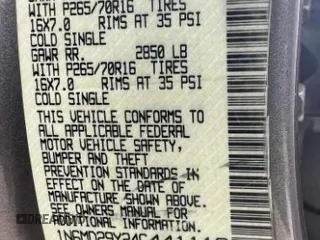 WITH P265/70R16 TIRES
16X7.0 RIMS AT 35 PSI
COLD SINGLE
GAWR RR. 2850 LB
WITH P265/70R16 TIRES
16X7.0 RIMS AT 35 PSI
COLD SINGLE
THIS VEHICLE CONFORMS TO
ALL APPLICABLE FEDERAL
MOTOR VEHICLE SAFETY,
BUMPER AND THEFT
PREVENTION STANDARDS IN
EFFECT ON THE DATE OF
MANUFACTURE SHOWN ABOVE.
SEE OWNERS MANUAL FOR
ADDITIONAL INFORMATION.